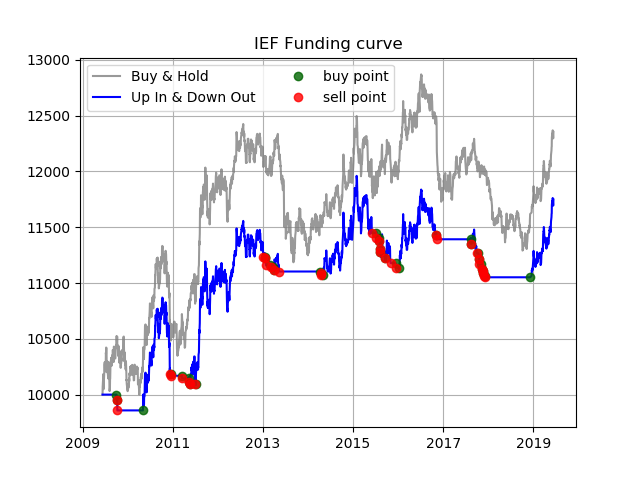 IEF Funding curve
Buy & Hold
Up In & Down Out
buy point
sell point
13000
12500
12000
11500
11000
10500
10000
2009 2011 2013 2015 2017 2019